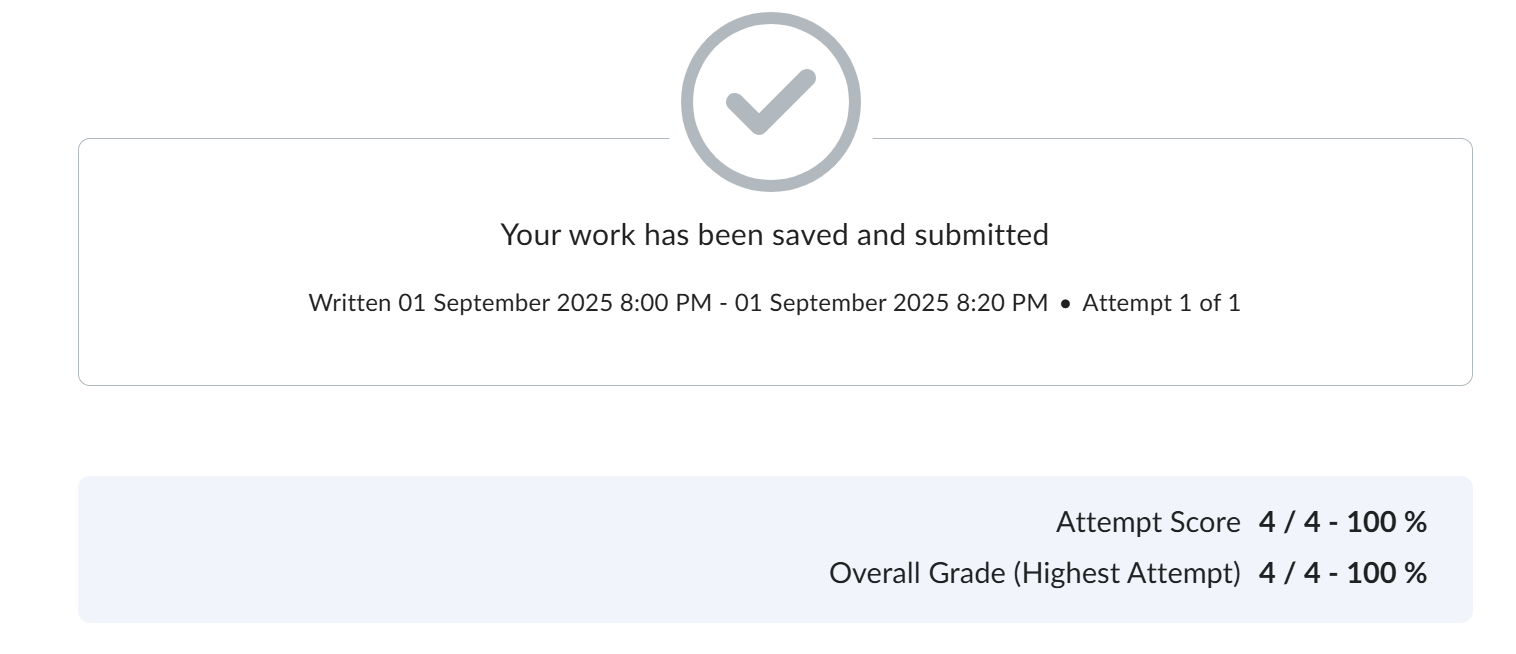 Your work has been saved and submitted
Written 01 September 2025 8:00 PM - 01 September 2025 8:20 PM • Attempt 1 of 1
Attempt Score 4 / 4 - 100 %
Overall Grade (Highest Attempt) 4 / 4 - 100 %